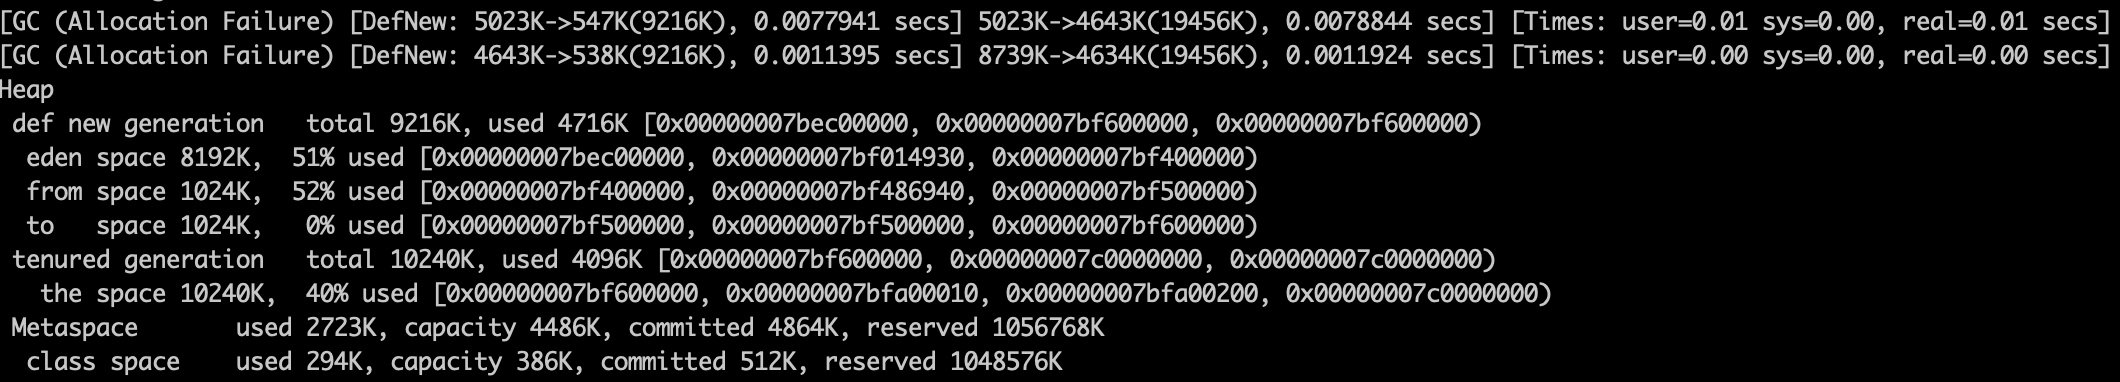 [GC (Allocation Failure) [DefNew: 5023K->547K(9216K), 0.0077941 secs] 5023K->4643K(19456K), 0.0078844 secs] [Times: user=0.01 sys=0.00, real=0.01 secs]
[GC (Allocation Failure) [DefNew: 4643K->538K(9216K), 0.0011395 secs] 8739K->4634K(19456K), 0.0011924 secs] [Times: user=0.00 sys=0.00, real=0.00 secs]
Heap
 def new generation   total 9216K, used 4716K [0x00000007bec00000, 0x00000007bf600000, 0x00000007bf600000)
  eden space 8192K,  51% used [0x00000007bec00000, 0x00000007bf014930, 0x00000007bf400000)
  from space 1024K,  52% used [0x00000007bf400000, 0x00000007bf486940, 0x00000007bf500000)
  to   space 1024K,   0% used [0x00000007bf500000, 0x00000007bf500000, 0x00000007bf600000)
 tenured generation   total 10240K, used 4096K [0x00000007bf600000, 0x00000007c0000000, 0x00000007c0000000)
   the space 10240K,  40% used [0x00000007bf600000, 0x00000007bfa00010, 0x00000007bfa00200, 0x00000007c0000000)
 Metaspace       used 2723K, capacity 4486K, committed 4864K, reserved 1056768K
  class space    used 294K, capacity 386K, committed 512K, reserved 1048576K